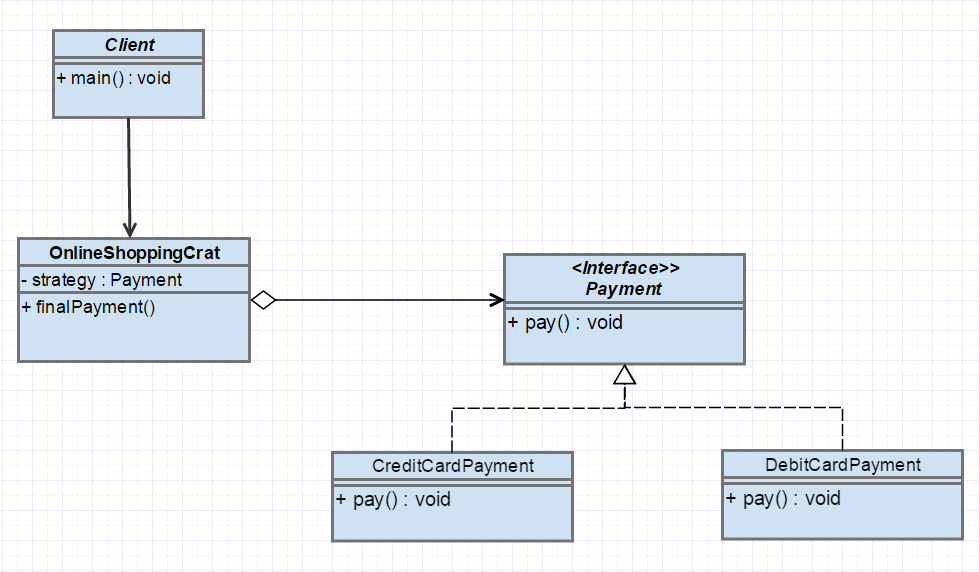 Client
+ main() : void
OnlineShoppingCrat
- strategy : Payment
+ finalPayment()
<Interface>>
Payment
+ pay() : void
CreditCardPayment
+ pay() : void
DebitCardPayment
+ pay() : void